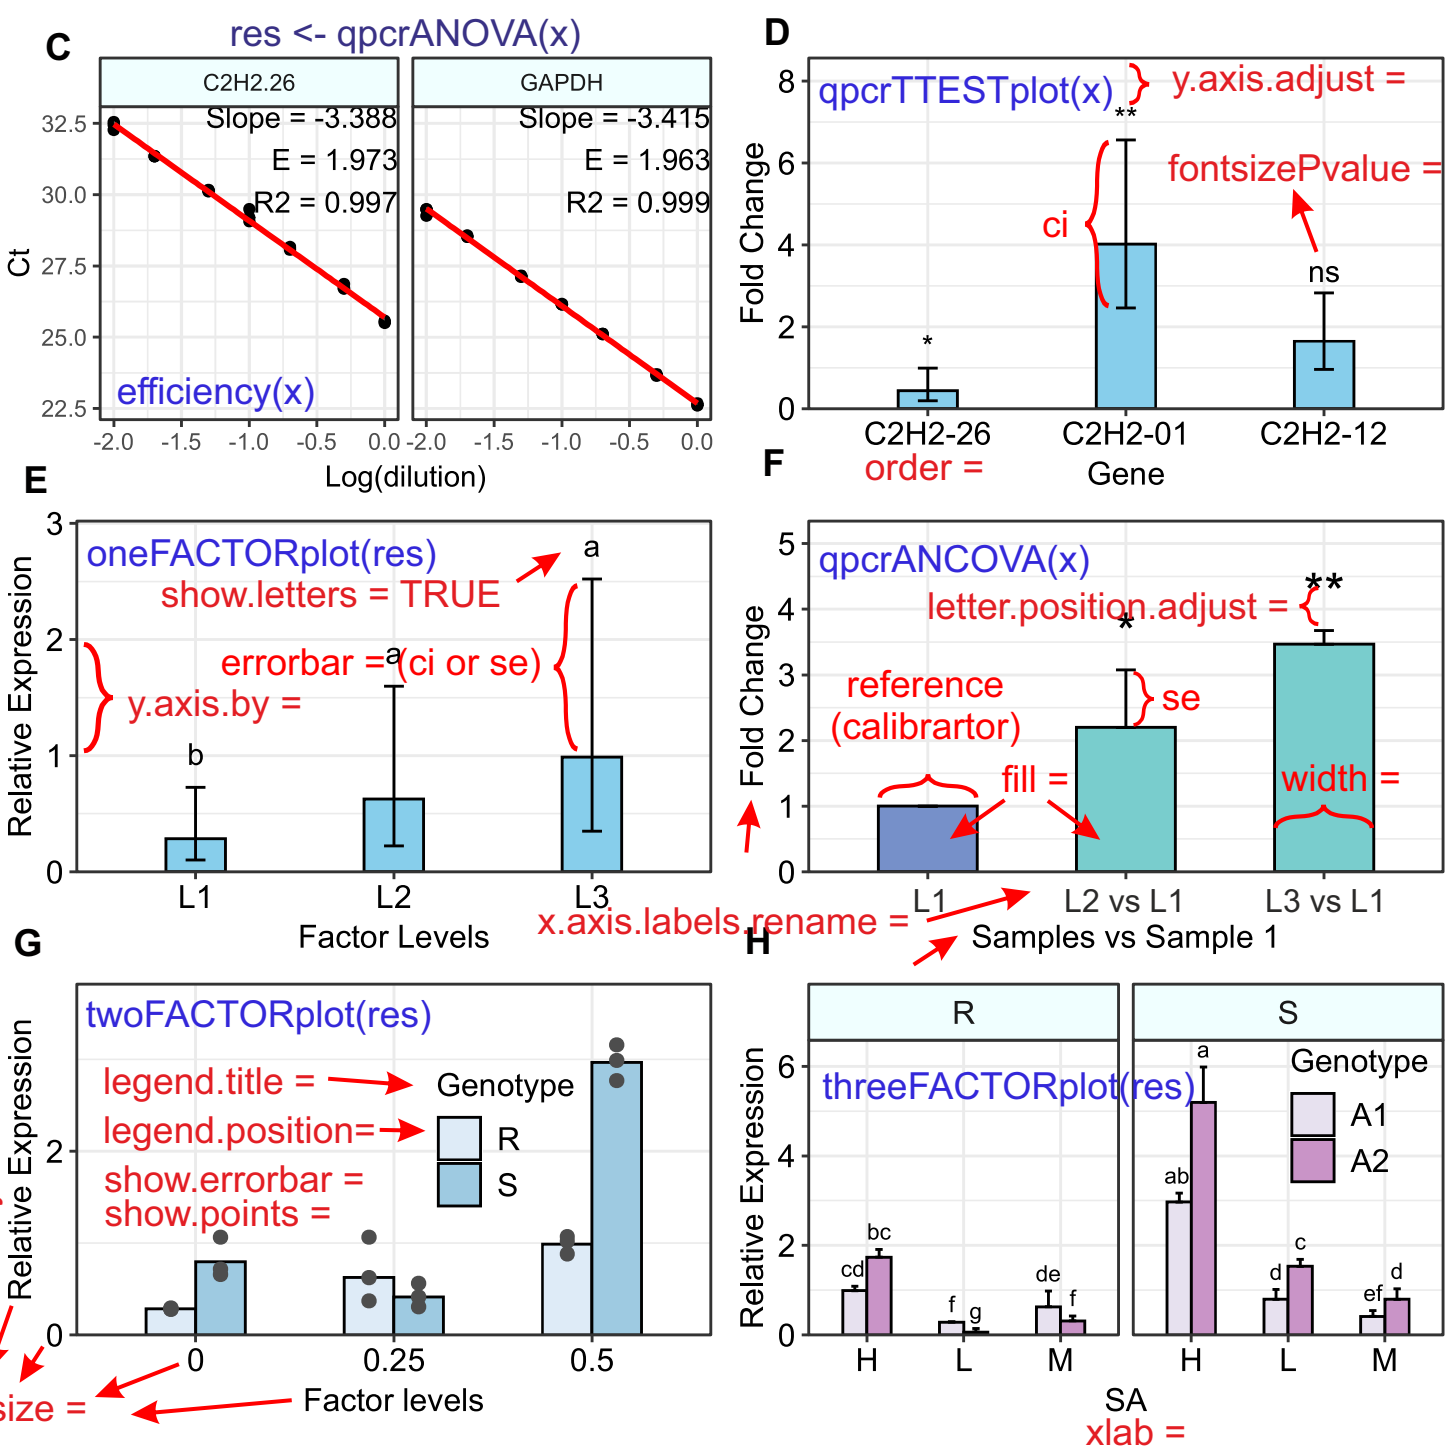 C
res <- qpcrANOVA(x)
C2H2.26
GAPDH
Slope = -3.388
E = 1.973
R2 = 0.997
Slope = -3.415
E = 1.963
R2 = 0.999
32.5
30.0
27.5
25.0
22.5
Ct
efficiency(x)
-2.0 -1.5 -1.0 -0.5 0.0
-2.0 -1.5 -1.0 -0.5 0.0
Log(dilution)
D
qpcrTTESTplot(x)
y.axis.adjust =
**
fontsizePvalue =
ci
ns
*
8
6
4
2
0
Fold Change
C2H2-26 C2H2-01 C2H2-12
order =
Gene
E
oneFACTORplot(res)
show.letters = TRUE
a
errorbar = (ci or se)
a
y.axis.by =
b
3
2
1
0
Relative Expression
L1 L2 L3
Factor Levels
F
qpcrANCOVA(x)
**
letter.position.adjust =
*
reference
(calibrartor)
se
fill =
width =
5
4
3
2
1
0
Fold Change
L1 L2 vs L1 L3 vs L1
x.axis.labels.rename =
Samples vs Sample 1
G
twoFACTORplot(res)
legend.title =
Genotype
legend.position=
R
S
show.errorbar =
show.points =
2
0
Relative Expression
0 0.25 0.5
Factor levels
size =
H
R
S
threeFACTORplot(res)
Genotype
A1
A2
a
ab
bc
cd
f
g
de
f
d
c
ef
d
6
4
2
0
Relative Expression
H L M
H L M
SA
xlab =